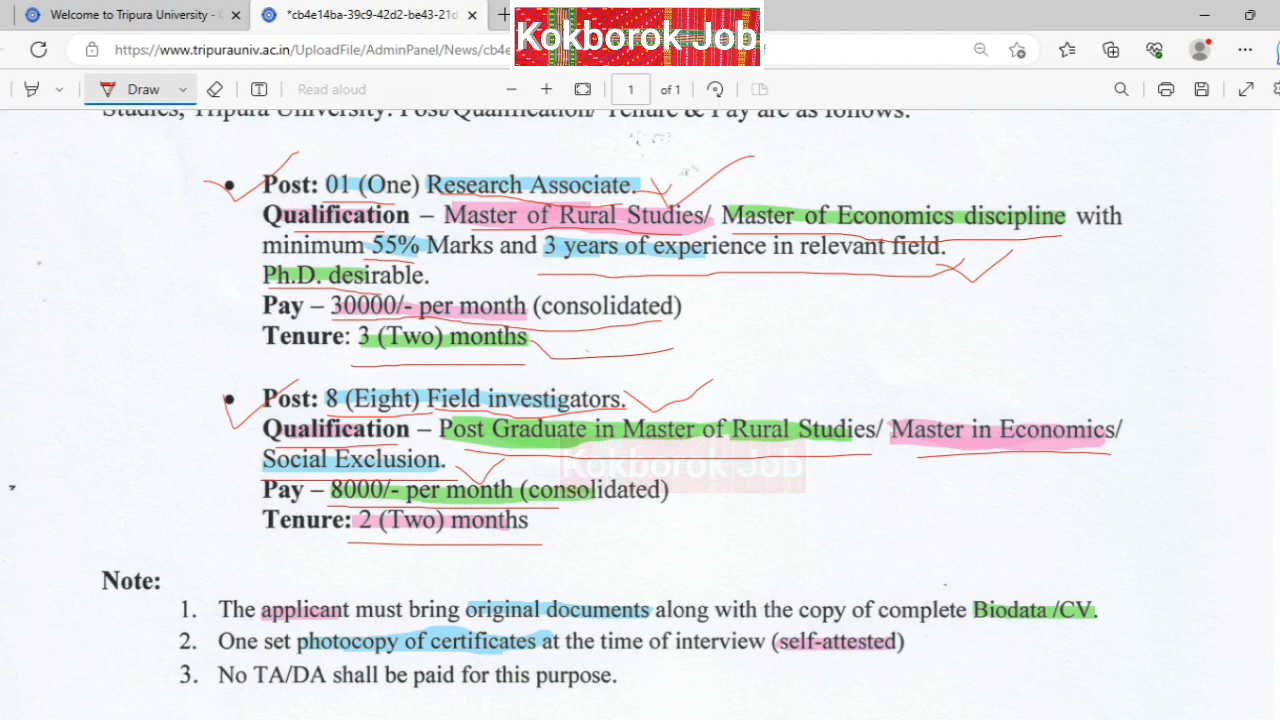 Welcome to Tripura University -
*cb4e14ba-39c9-42d2-be43-21d
Kokborok Job
https://www.tripurauniv.ac.in/UploadFile/AdminPanel/News/cb4e
Draw
Read aloud
1 of 1
Studies, Tripura University. Post/Qualification/ Tenure & Pay are as follows.
• Post: 01 (One) Research Associate.
Qualification – Master of Rural Studies/ Master of Economics discipline with
minimum 55% Marks and 3 years of experience in relevant field.
Ph.D. desirable.
Pay – 30000/- per month (consolidated)
Tenure: 3 (Two) months
• Post: 8 (Eight) Field investigators.
Qualification – Post Graduate in Master of Rural Studies/ Master in Economics/
Social Exclusion.
Kokborok Job
Pay – 8000/- per month (consolidated)
Tenure: 2 (Two) months
Note:
1. The applicant must bring original documents along with the copy of complete Biodata /CV.
2. One set photocopy of certificates at the time of interview (self-attested)
3. No TA/DA shall be paid for this purpose.